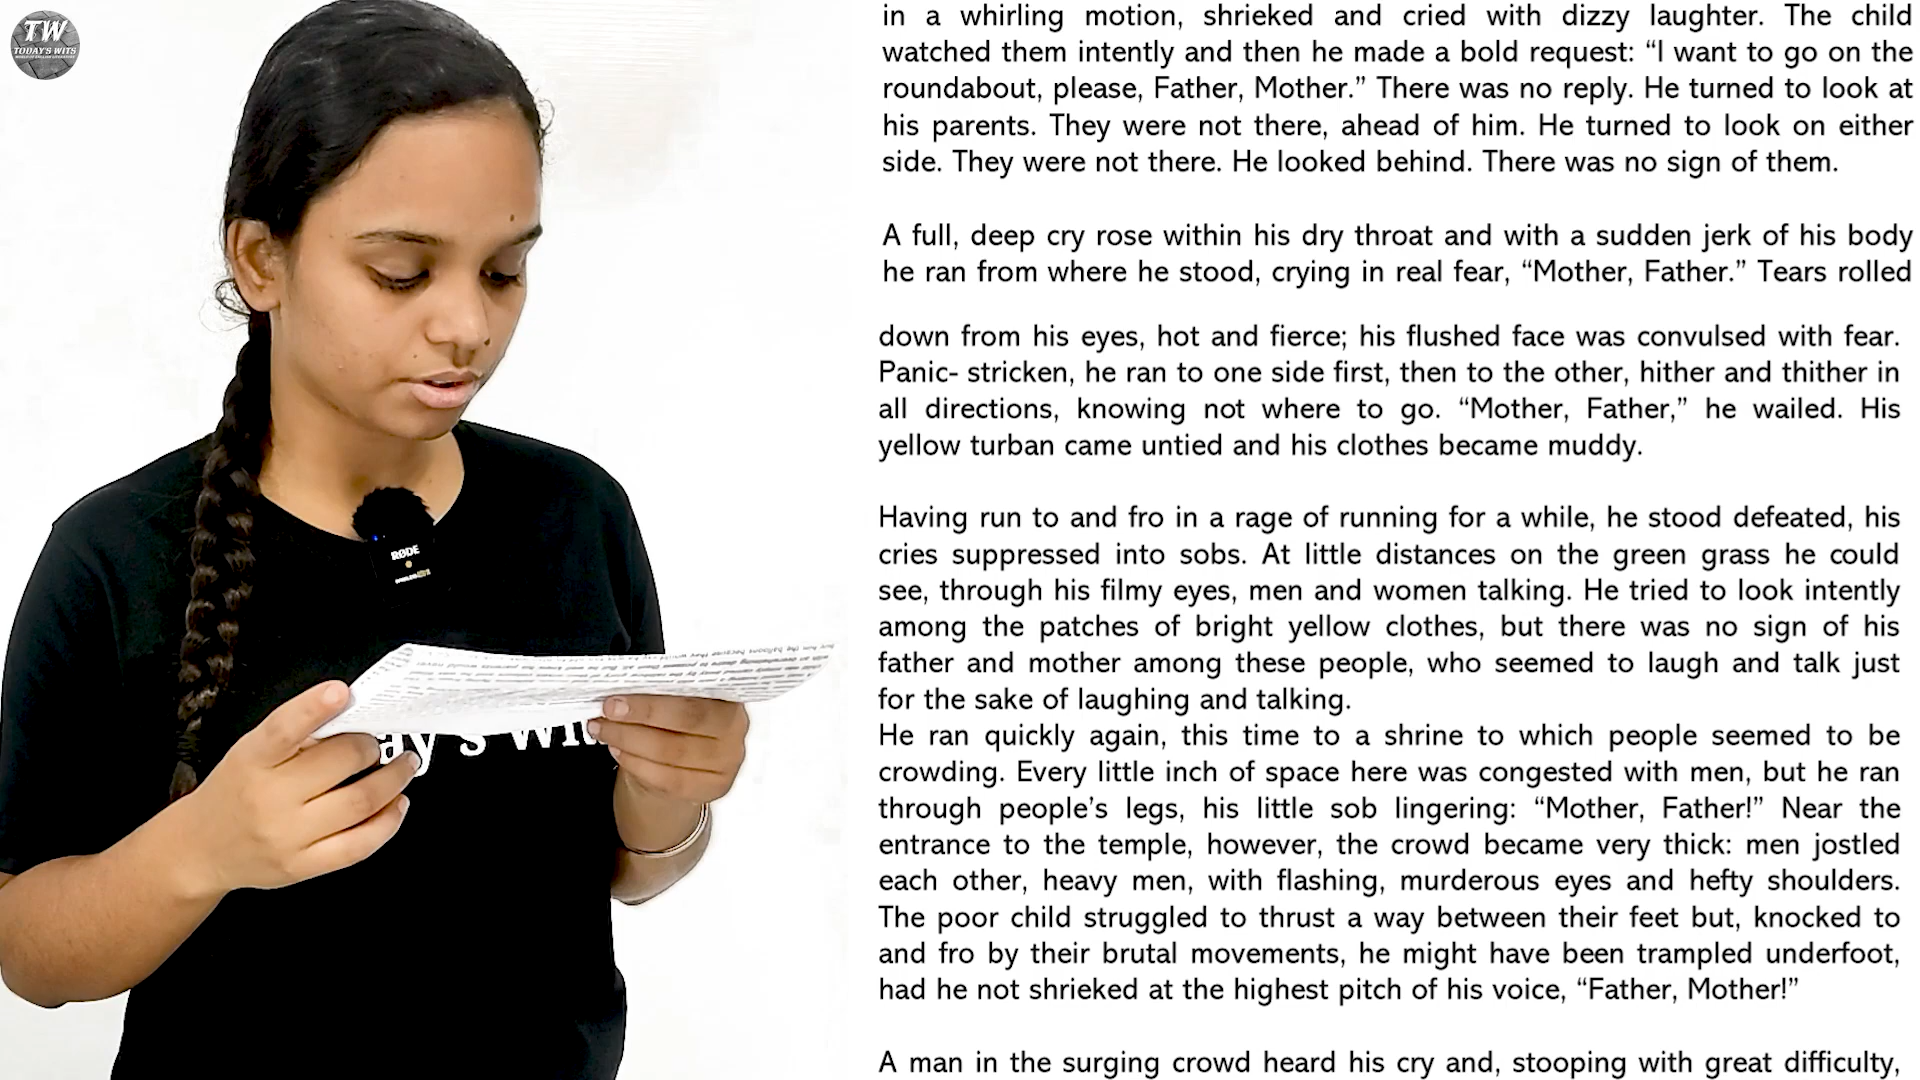 TW
TODAY'S WITS
WORLD OF ENGLISH LITERATURE
RØDE
ay's Wit
in a whirling motion, shrieked and cried with dizzy laughter. The child
watched them intently and then he made a bold request: “I want to go on the
roundabout, please, Father, Mother.” There was no reply. He turned to look at
his parents. They were not there, ahead of him. He turned to look on either
side. They were not there. He looked behind. There was no sign of them.
A full, deep cry rose within his dry throat and with a sudden jerk of his body
he ran from where he stood, crying in real fear, “Mother, Father.” Tears rolled
down from his eyes, hot and fierce; his flushed face was convulsed with fear.
Panic- stricken, he ran to one side first, then to the other, hither and thither in
all directions, knowing not where to go. “Mother, Father,” he wailed. His
yellow turban came untied and his clothes became muddy.
Having run to and fro in a rage of running for a while, he stood defeated, his
cries suppressed into sobs. At little distances on the green grass he could
see, through his filmy eyes, men and women talking. He tried to look intently
among the patches of bright yellow clothes, but there was no sign of his
father and mother among these people, who seemed to laugh and talk just
for the sake of laughing and talking.
He ran quickly again, this time to a shrine to which people seemed to be
crowding. Every little inch of space here was congested with men, but he ran
through people’s legs, his little sob lingering: “Mother, Father!” Near the
entrance to the temple, however, the crowd became very thick: men jostled
each other, heavy men, with flashing, murderous eyes and hefty shoulders.
The poor child struggled to thrust a way between their feet but, knocked to
and fro by their brutal movements, he might have been trampled underfoot,
had he not shrieked at the highest pitch of his voice, “Father, Mother!”
A man in the surging crowd heard his cry and, stooping with great difficulty,